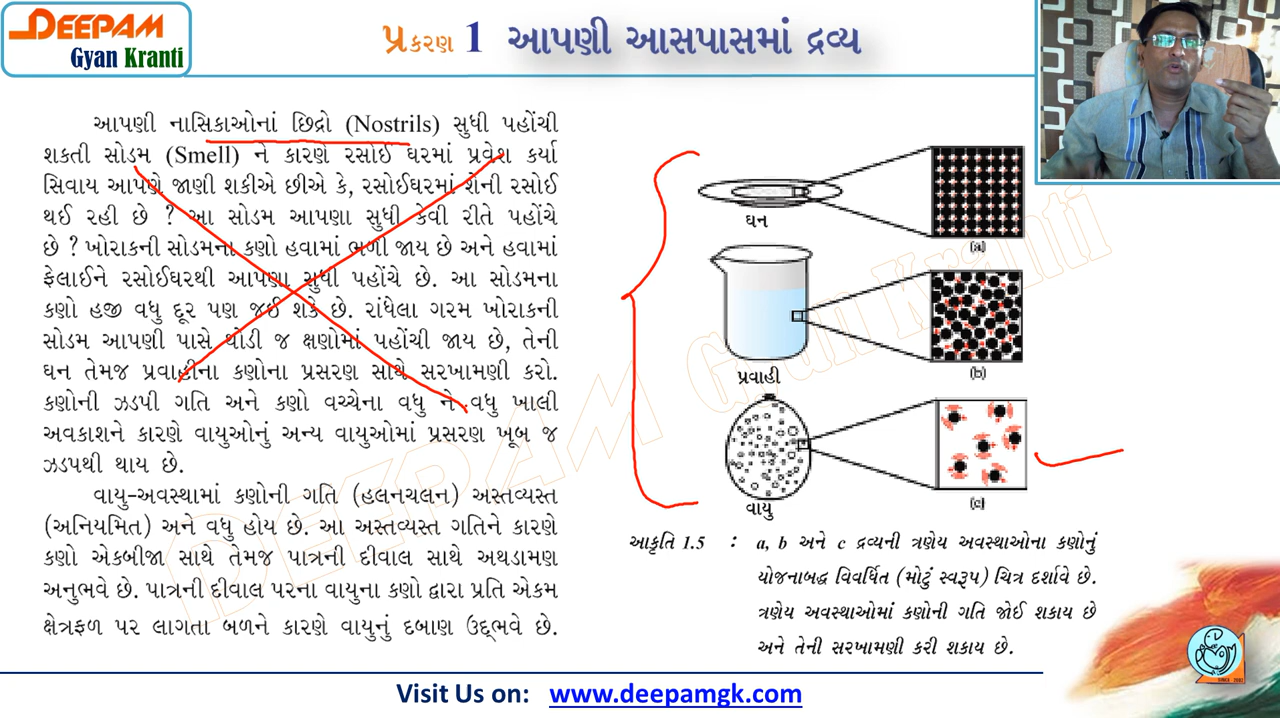 DEEPAM
Gyan Kranti
પ્રકરણ 1 આપણી આસપાસમાં દ્રવ્ય
આપણી નાસિકાઓનાં છિદ્રો (Nostrils) સુધી પહોંચી
શકતી સોડમ (Smell) ને કારણે રસોઈ ઘરમાં પ્રવેશ કર્યા
સિવાય આપણે જાણી શકીએ છીએ કે, રસોઈઘરમાં શેની રસોઈ
થઈ રહી છે ? આ સોડમ આપણા સુધી કેવી રીતે પહોંચે
છે ? ખોરાકની સોડમના કણો હવામાં ભળી જાય છે અને હવામાં
ફેલાઈને રસોઈઘરથી આપણા સુધી પહોંચે છે. આ સોડમના
કણો હજી વધુ દૂર પણ જઈ શકે છે. રાંધેલા ગરમ ખોરાકની
સોડમ આપણી પાસે થોડી જ ક્ષણોમાં પહોંચી જાય છે, તેની
ઘન તેમજ પ્રવાહીના કણોના પ્રસરણ સાથે સરખામણી કરો.
કણોની ઝડપી ગતિ અને કણો વચ્ચેના વધુ ને વધુ ખાલી
અવકાશને કારણે વાયુઓનું અન્ય વાયુઓમાં પ્રસરણ ખૂબ જ
ઝડપથી થાય છે.
વાયુ-અવસ્થામાં કણોની ગતિ (હલનચલન) અસ્તવ્યસ્ત
(અનિયમિત) અને વધુ હોય છે. આ અસ્તવ્યસ્ત ગતિને કારણે
કણો એકબીજા સાથે તેમજ પાત્રની દીવાલ સાથે અથડામણ
અનુભવે છે. પાત્રની દીવાલ પરના વાયુના કણો દ્વારા પ્રતિ એકમ
ક્ષેત્રફળ પર લાગતા બળને કારણે વાયુનું દબાણ ઉદ્‌ભવે છે.
ઘન
(a)
પ્રવાહી
(b)
વાયુ
(c)
આકૃતિ 1.5 : a, b અને c દ્રવ્યની ત્રણેય અવસ્થાઓના કણોનું
યોજનાબદ્ધ વિવર્ધિત (મોટું સ્વરૂપ) ચિત્ર દર્શાવે છે.
ત્રણેય અવસ્થાઓમાં કણોની ગતિ જોઈ શકાય છે
અને તેની સરખામણી કરી શકાય છે.
DEEPAM Gyan Kranti
Visit Us on: www.deepamgk.com